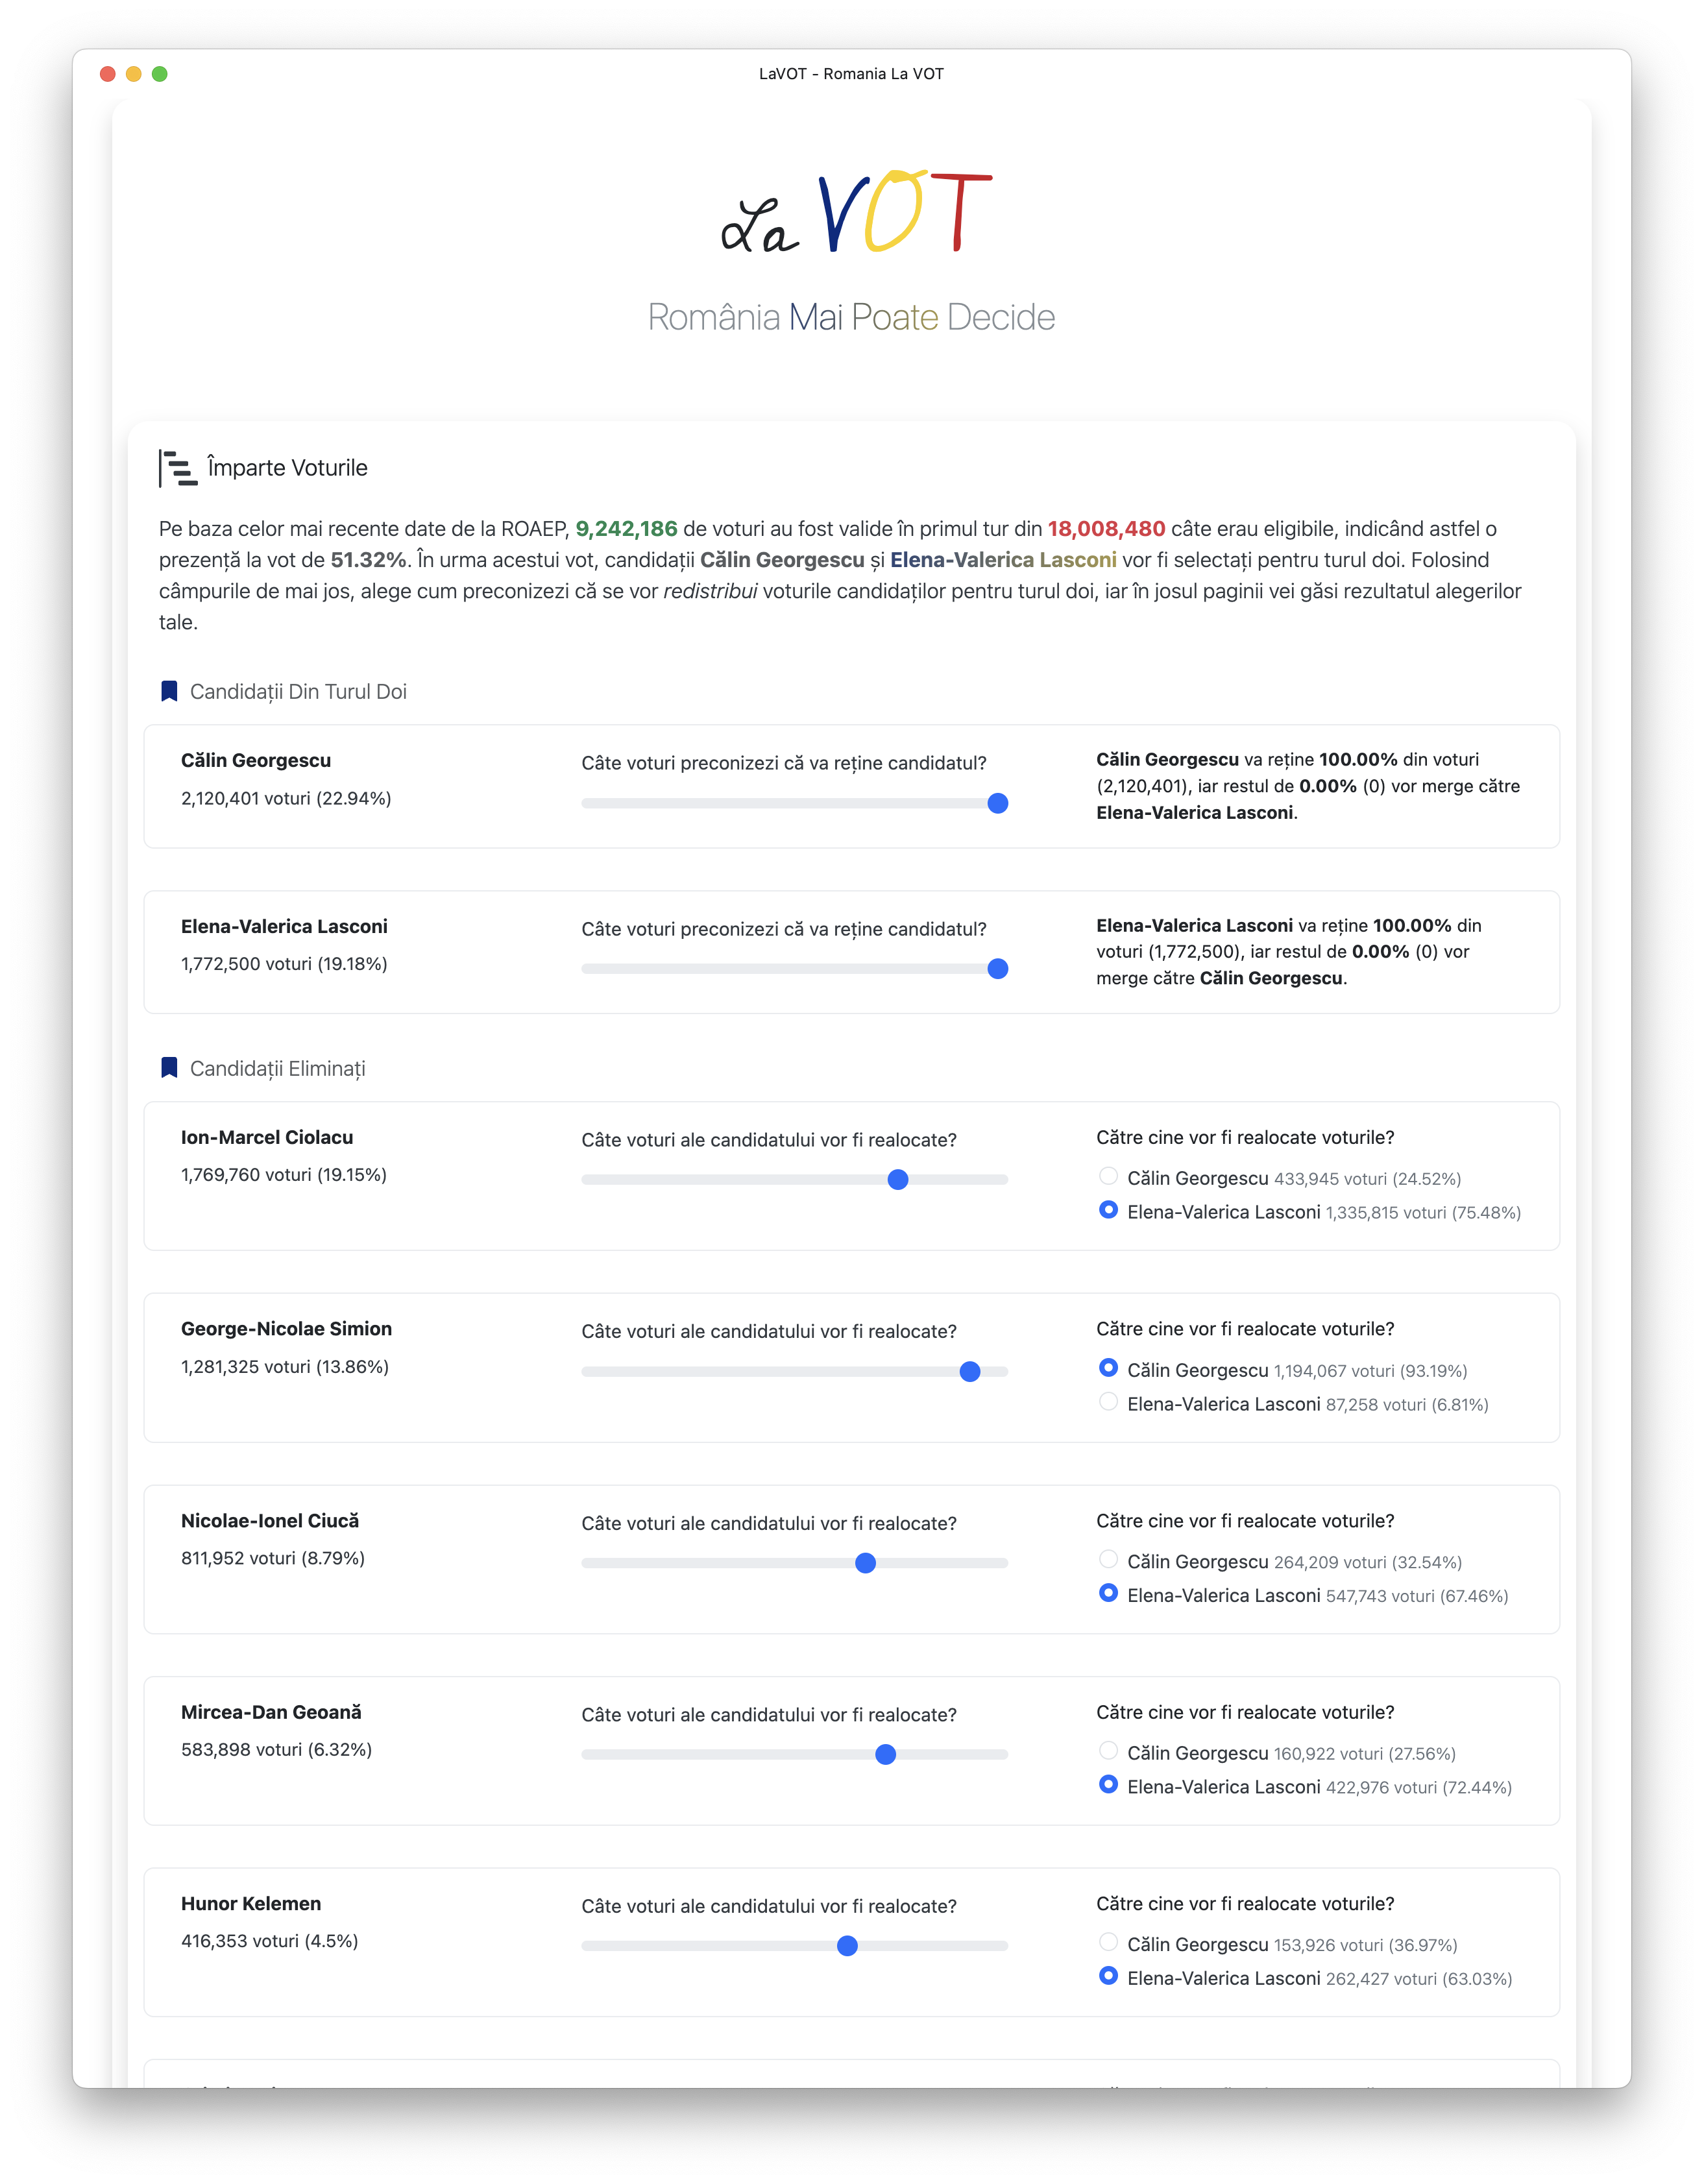 LaVOT - Romania La VOT
La VOT
România Mai Poate Decide
Împarte Voturile
Pe baza celor mai recente date de la ROAEP, 9,242,186 de voturi au fost valide în primul tur din 18,008,480 câte erau eligibile, indicând astfel o
prezență la vot de 51.32%. În urma acestui vot, candidații Călin Georgescu și Elena-Valerica Lasconi vor fi selectați pentru turul doi. Folosind
câmpurile de mai jos, alege cum preconizezi că se vor redistribui voturile candidaților pentru turul doi, iar în josul paginii vei găsi rezultatul alegerilor
tale.
Candidații Din Turul Doi
Călin Georgescu
2,120,401 voturi (22.94%)
Câte voturi preconizezi că va reține candidatul?
Călin Georgescu va reține 100.00% din voturi
(2,120,401), iar restul de 0.00% (0) vor merge către
Elena-Valerica Lasconi.
Elena-Valerica Lasconi
1,772,500 voturi (19.18%)
Câte voturi preconizezi că va reține candidatul?
Elena-Valerica Lasconi va reține 100.00% din
voturi (1,772,500), iar restul de 0.00% (0) vor
merge către Călin Georgescu.
Candidații Eliminați
Ion-Marcel Ciolacu
1,769,760 voturi (19.15%)
Câte voturi ale candidatului vor fi realocate?
Către cine vor fi realocate voturile?
Călin Georgescu 433,945 voturi (24.52%)
Elena-Valerica Lasconi 1,335,815 voturi (75.48%)
George-Nicolae Simion
1,281,325 voturi (13.86%)
Câte voturi ale candidatului vor fi realocate?
Către cine vor fi realocate voturile?
Călin Georgescu 1,194,067 voturi (93.19%)
Elena-Valerica Lasconi 87,258 voturi (6.81%)
Nicolae-Ionel Ciucă
811,952 voturi (8.79%)
Câte voturi ale candidatului vor fi realocate?
Către cine vor fi realocate voturile?
Călin Georgescu 264,209 voturi (32.54%)
Elena-Valerica Lasconi 547,743 voturi (67.46%)
Mircea-Dan Geoană
583,898 voturi (6.32%)
Câte voturi ale candidatului vor fi realocate?
Către cine vor fi realocate voturile?
Călin Georgescu 160,922 voturi (27.56%)
Elena-Valerica Lasconi 422,976 voturi (72.44%)
Hunor Kelemen
416,353 voturi (4.5%)
Câte voturi ale candidatului vor fi realocate?
Către cine vor fi realocate voturile?
Călin Georgescu 153,926 voturi (36.97%)
Elena-Valerica Lasconi 262,427 voturi (63.03%)